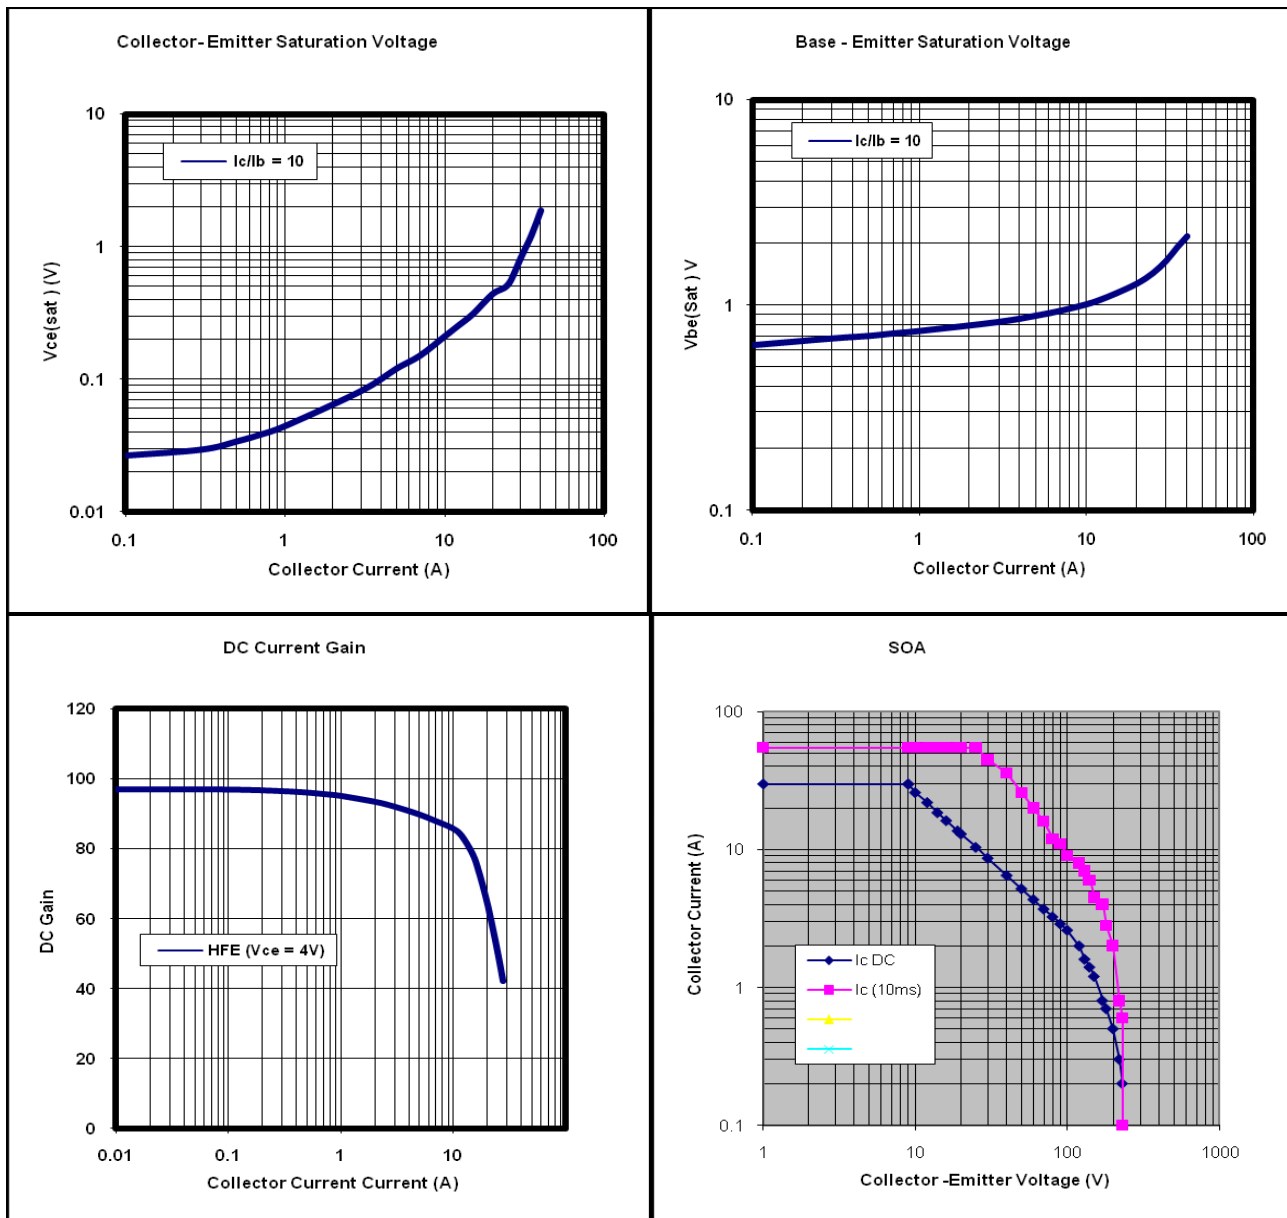 Collector- Emitter Saturation Voltage
10
1
0.1
0.01
Vce(sat ) (V)
Ic/Ib = 10
0.1 1 10 100
Collector Current (A)
Base - Emitter Saturation Voltage
10
1
0.1
Vbe(Sat ) V
Ic/Ib = 10
0.1 1 10 100
Collector Current (A)
DC Current Gain
120
100
80
60
40
20
0
DC Gain
HFE (Vce = 4V)
0.01 0.1 1 10
Collector Current Current (A)
SOA
100
10
1
0.1
Collector Current (A)
Ic DC
Ic (10ms)
1 10 100 1000
Collector -Emitter Voltage (V)